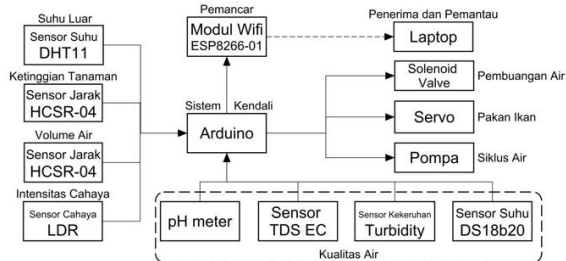 Suhu Luar
Sensor Suhu
DHT11
Ketinggian Tanaman
Sensor Jarak
HCSR-04
Volume Air
Sensor Jarak
HCSR-04
Intensitas Cahaya
Sensor Cahaya
LDR
Pemancar
Modul Wifi
ESP8266-01
Sistem Kendali
Arduino
Penerima dan Pemantau
Laptop
Solenoid
Valve
Pembuangan Air
Servo
Pakan Ikan
Pompa
Siklus Air
pH meter
Sensor
TDS EC
Sensor Kekeruhan
Turbidity
Sensor Suhu
DS18b20
Kualitas Air